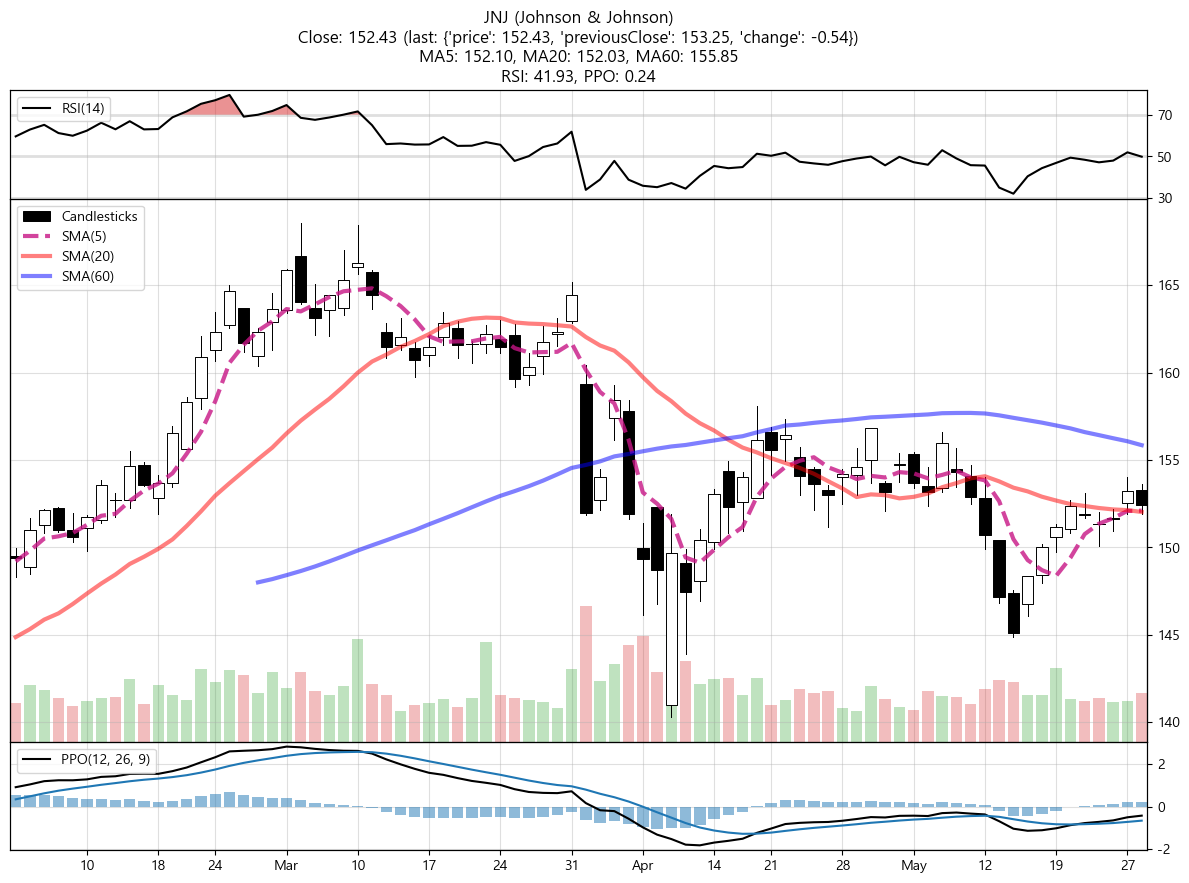 JNJ (Johnson & Johnson)
Close: 152.43 (last: {'price': 152.43, 'previousClose': 153.25, 'change': -0.54})
MA5: 152.10, MA20: 152.03, MA60: 155.85
RSI: 41.93, PPO: 0.24
RSI(14)
70
50
30
Candlesticks
SMA(5)
SMA(20)
SMA(60)
165
160
155
150
145
140
PPO(12, 26, 9)
2
0
-2
10 18 24 Mar 10 17 24 31 Apr 14 21 28 May 12 19 27